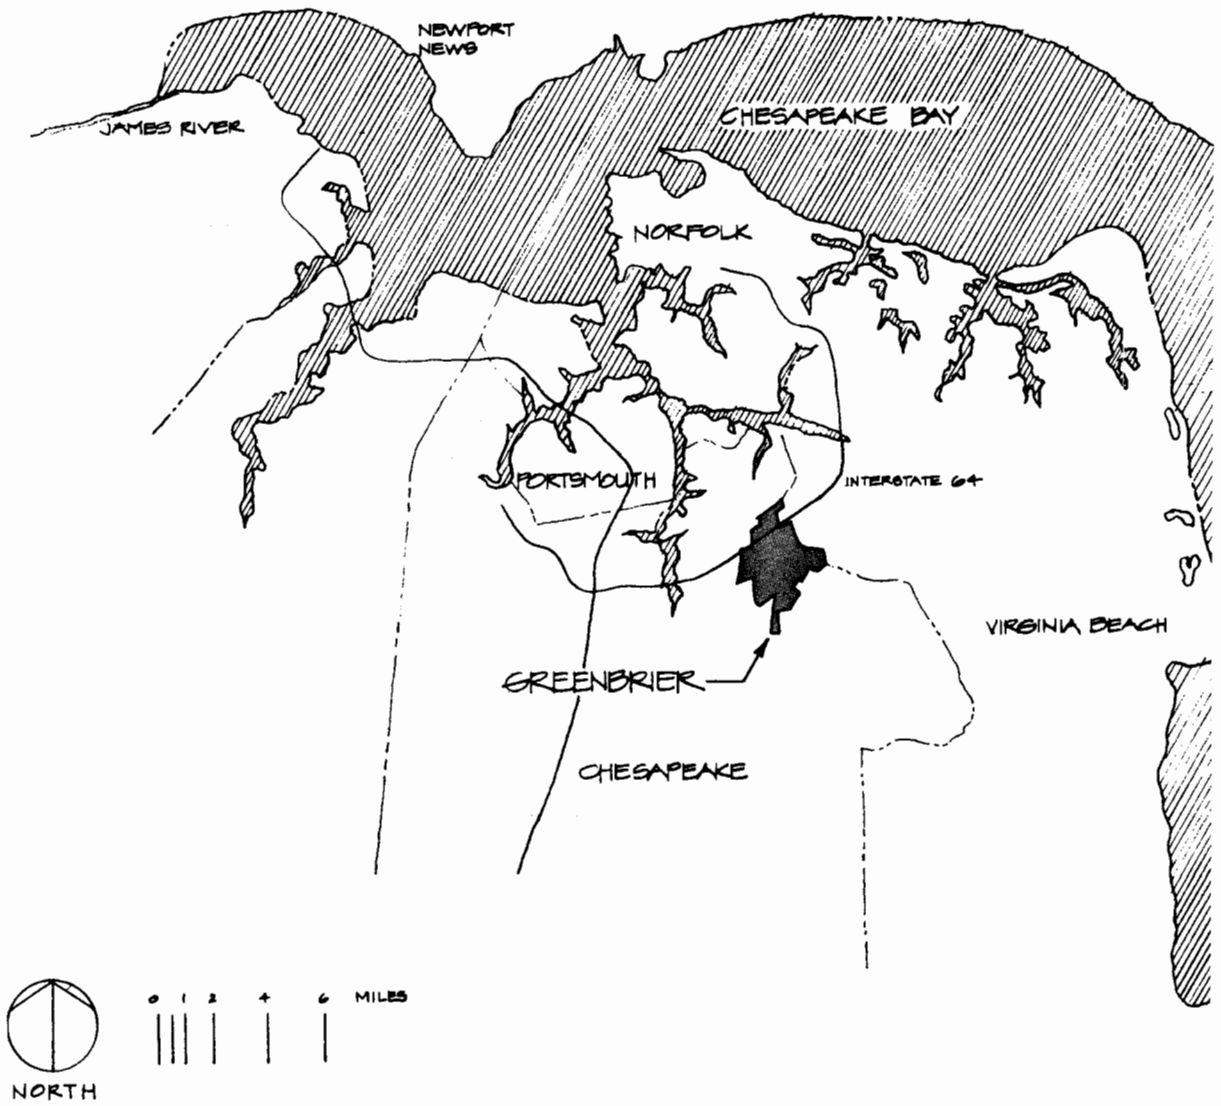 NEWPORT
NEWS
CHESAPEAKE BAY
JAMES RIVER
NORFOLK
PORTSMOUTH
INTERSTATE 64
VIRGINIA BEACH
GREENBRIER
CHESAPEAKE
0 1 2 4 6 MILES
NORTH